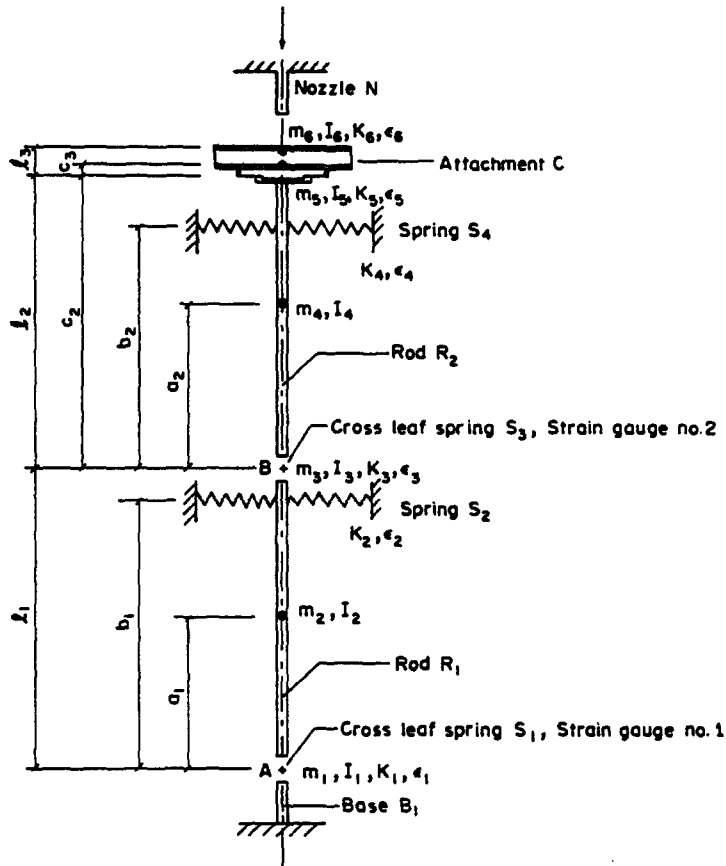 Nozzle N
m₆, I₆, K₆, ϵ₆
Attachment C
l₃
c₃
m₅, I₅, K₅, ϵ₅
Spring S₄
K₄, ϵ₄
l₂
c₂
b₂
a₂
m₄, I₄
Rod R₂
Cross leaf spring S₃, Strain gauge no.2
B
m₃, I₃, K₃, ϵ₃
Spring S₂
K₂, ϵ₂
l₁
b₁
a₁
m₂, I₂
Rod R₁
Cross leaf spring S₁, Strain gauge no.1
A
m₁, I₁, K₁, ϵ₁
Base B₁